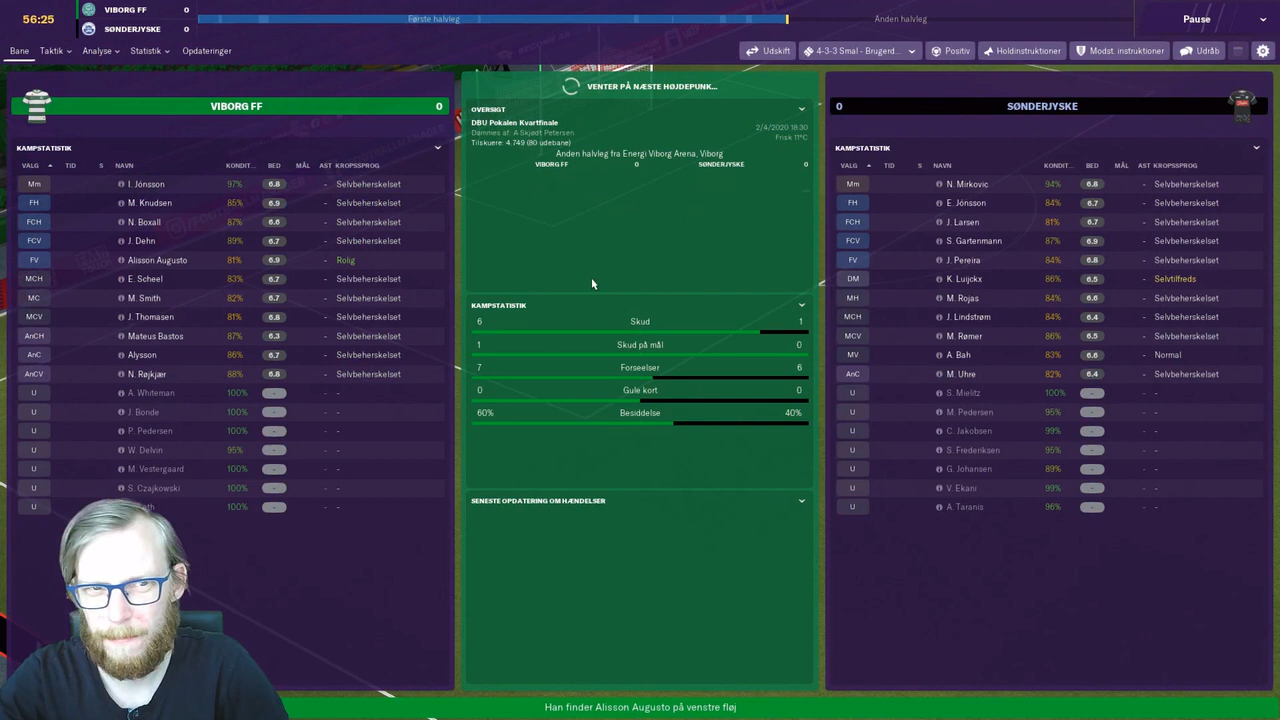 56:25
VIBORG FF 0
SØNDERJYSKE 0
Første halvleg
Anden halvleg
Pause
Bane Taktik Analyse Statistik Opdateringer
Udskift 4-3-3 Smal - Brugerd... Positiv Holdinstruktioner Modst. instruktioner Udråb
VIBORG FF 0
KAMPSTATISTIK
VALG TID S NAVN KONDIT... BED MÅL AST KROPSSPROG
Mm I. Jónsson 97% 6.8 - Selvbeherskelset
FH M. Knudsen 85% 6.9 - Selvbeherskelset
FCH N. Boxall 87% 6.6 - Selvbeherskelset
FCV J. Dehn 89% 6.7 - Selvbeherskelset
FV Alisson Augusto 81% 6.9 - Rolig
MCH E. Scheel 83% 6.7 - Selvbeherskelset
MC M. Smith 82% 6.7 - Selvbeherskelset
MCV J. Thomasen 81% 6.8 - Selvbeherskelset
AnCH Mateus Bastos 87% 6.3 - Selvbeherskelset
AnC Alysson 86% 6.7 - Selvbeherskelset
AnCV N. Røjkjær 88% 6.8 - Selvbeherskelset
U A. Whiteman 100% - - -
U J. Bonde 100% - - -
U P. Pedersen 100% - - -
U W. Delvin 95% - - -
U M. Vestergaard 100% - - -
U S. Czajkowski 100% - - -
U 100% - - -
VENTER PÅ NÆSTE HØJDEPUNK...
OVERSIGT
DBU Pokalen Kvartfinale
Dømmes af: A Skjødt Petersen
Tilskuere: 4.749 (80 udebane)
2/4/2020 18:30
Frisk 11°C
Anden halvleg fra Energi Viborg Arena, Viborg
VIBORG FF 0 SØNDERJYSKE 0
KAMPSTATISTIK
6 Skud 1
1 Skud på mål 0
7 Forseelser 6
0 Gule kort 0
60% Besiddelse 40%
SENESTE OPDATERING OM HÆNDELSER
0 SØNDERJYSKE
KAMPSTATISTIK
VALG TID S NAVN KONDIT... BED MÅL AST KROPSSPROG
Mm N. Mirkovic 94% 6.8 - Selvbeherskelset
FH E. Jónsson 84% 6.7 - Selvbeherskelset
FCH J. Larsen 81% 6.7 - Selvbeherskelset
FCV S. Gartenmann 87% 6.9 - Selvbeherskelset
FV J. Pereira 84% 6.8 - Selvbeherskelset
DM K. Luijckx 86% 6.5 - Selvtilfreds
MH M. Rojas 84% 6.6 - Selvbeherskelset
MCH J. Lindstrøm 84% 6.4 - Selvbeherskelset
MCV M. Rømer 86% 6.5 - Selvbeherskelset
MV A. Bah 83% 6.6 - Normal
AnC M. Uhre 82% 6.4 - Selvbeherskelset
U S. Mielitz 100% - - -
U M. Pedersen 95% - - -
U C. Jakobsen 99% - - -
U S. Frederiksen 95% - - -
U G. Johansen 89% - - -
U V. Ekani 99% - - -
U A. Taranis 96% - - -
Han finder Alisson Augusto på venstre fløj